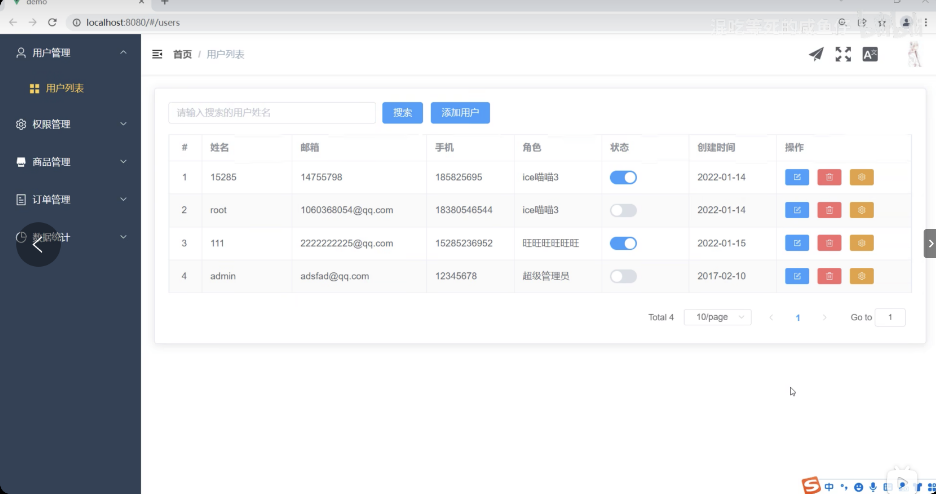 demo
localhost:8080/#/users
用户管理
首页 / 用户列表
用户列表
权限管理
商品管理
订单管理
数据统计
请输入搜索的用户姓名 搜索 添加用户
# 姓名 邮箱 手机 角色 状态 创建时间 操作
1 15285 14755798 185825695 ice喵喵3 2022-01-14
2 root 1060368054@qq.com 18380546544 ice喵喵3 2022-01-14
3 111 2222222225@qq.com 15285236952 旺旺旺旺旺旺 2022-01-15
4 admin adsfad@qq.com 12345678 超级管理员 2017-02-10
Total 4 10/page 1 Go to 1
中